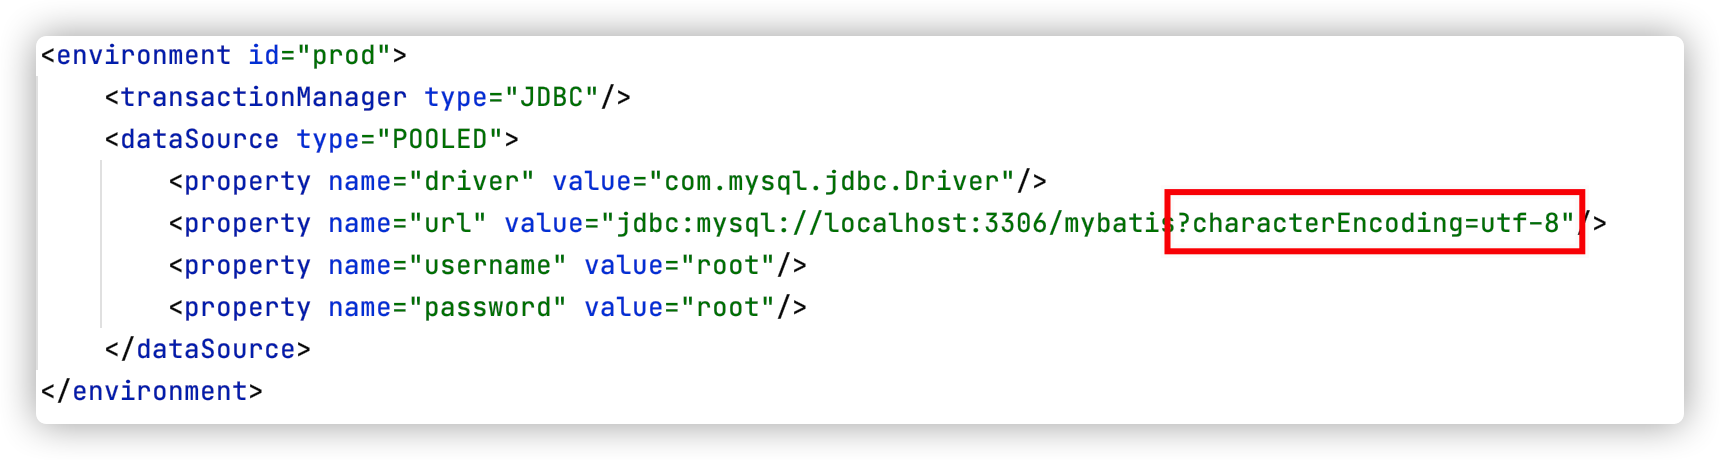 <environment id="prod">
    <transactionManager type="JDBC"/>
    <dataSource type="POOLED">
        <property name="driver" value="com.mysql.jdbc.Driver"/>
        <property name="url" value="jdbc:mysql://localhost:3306/mybatis?characterEncoding=utf-8"/>
        <property name="username" value="root"/>
        <property name="password" value="root"/>
    </dataSource>
</environment>